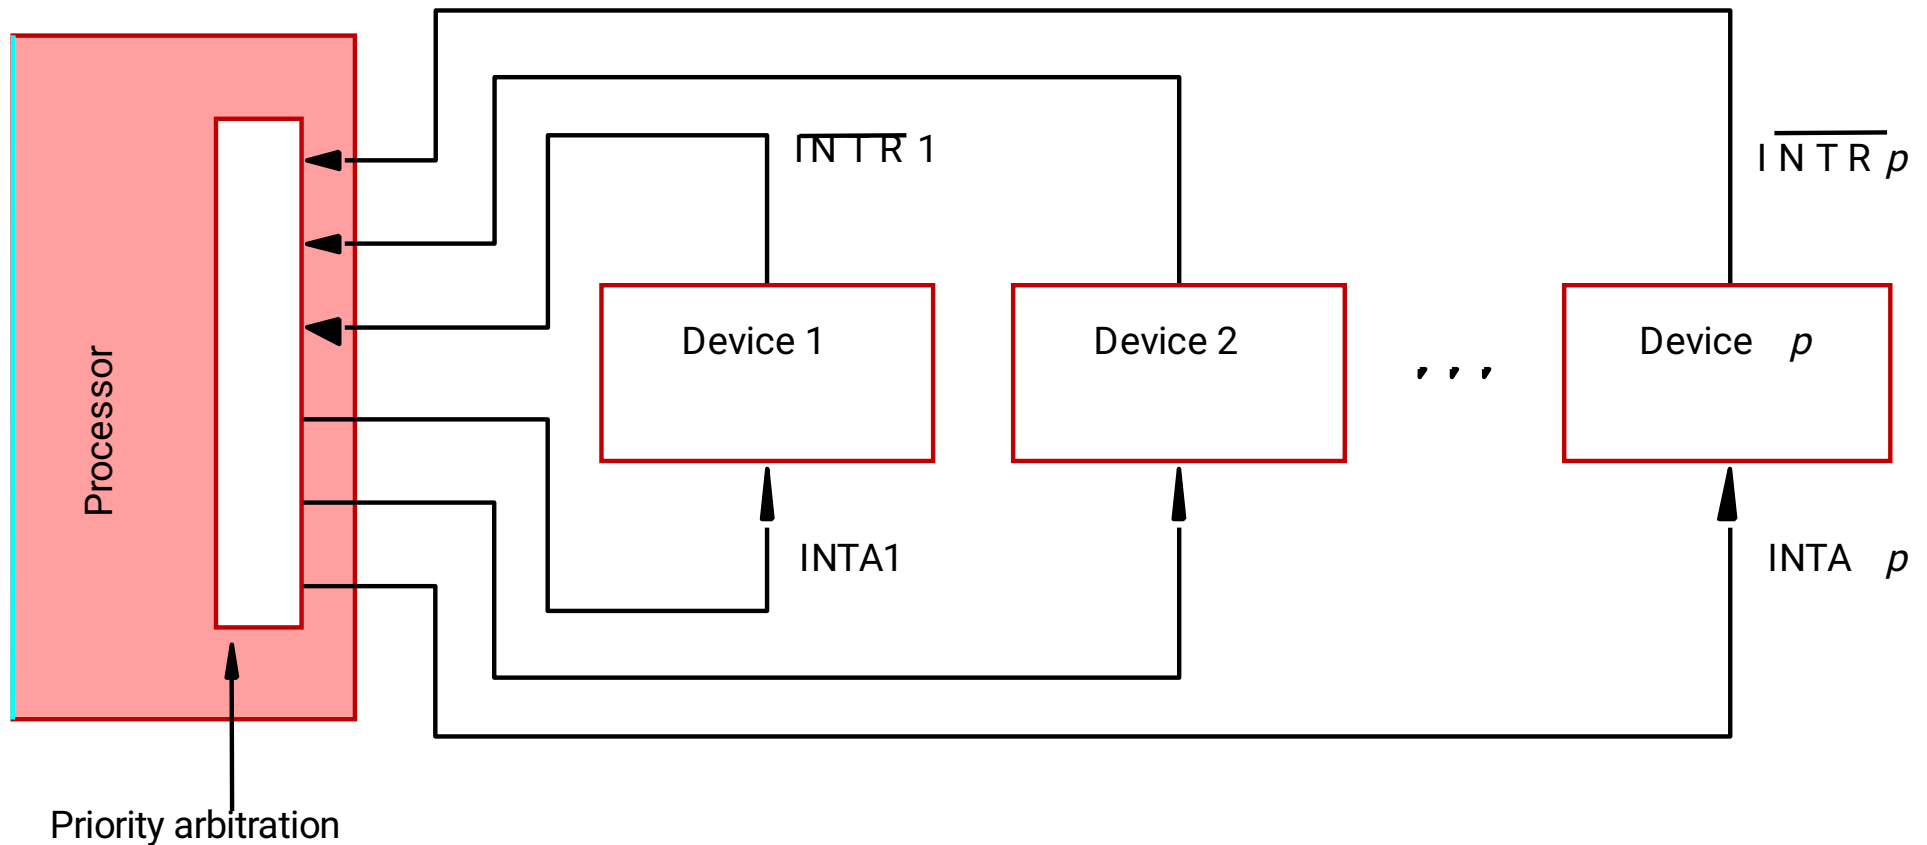 INTR 1
INTR p
Device 1
Device 2
. . .
Device p
Processor
INTA1
INTA p
Priority arbitration